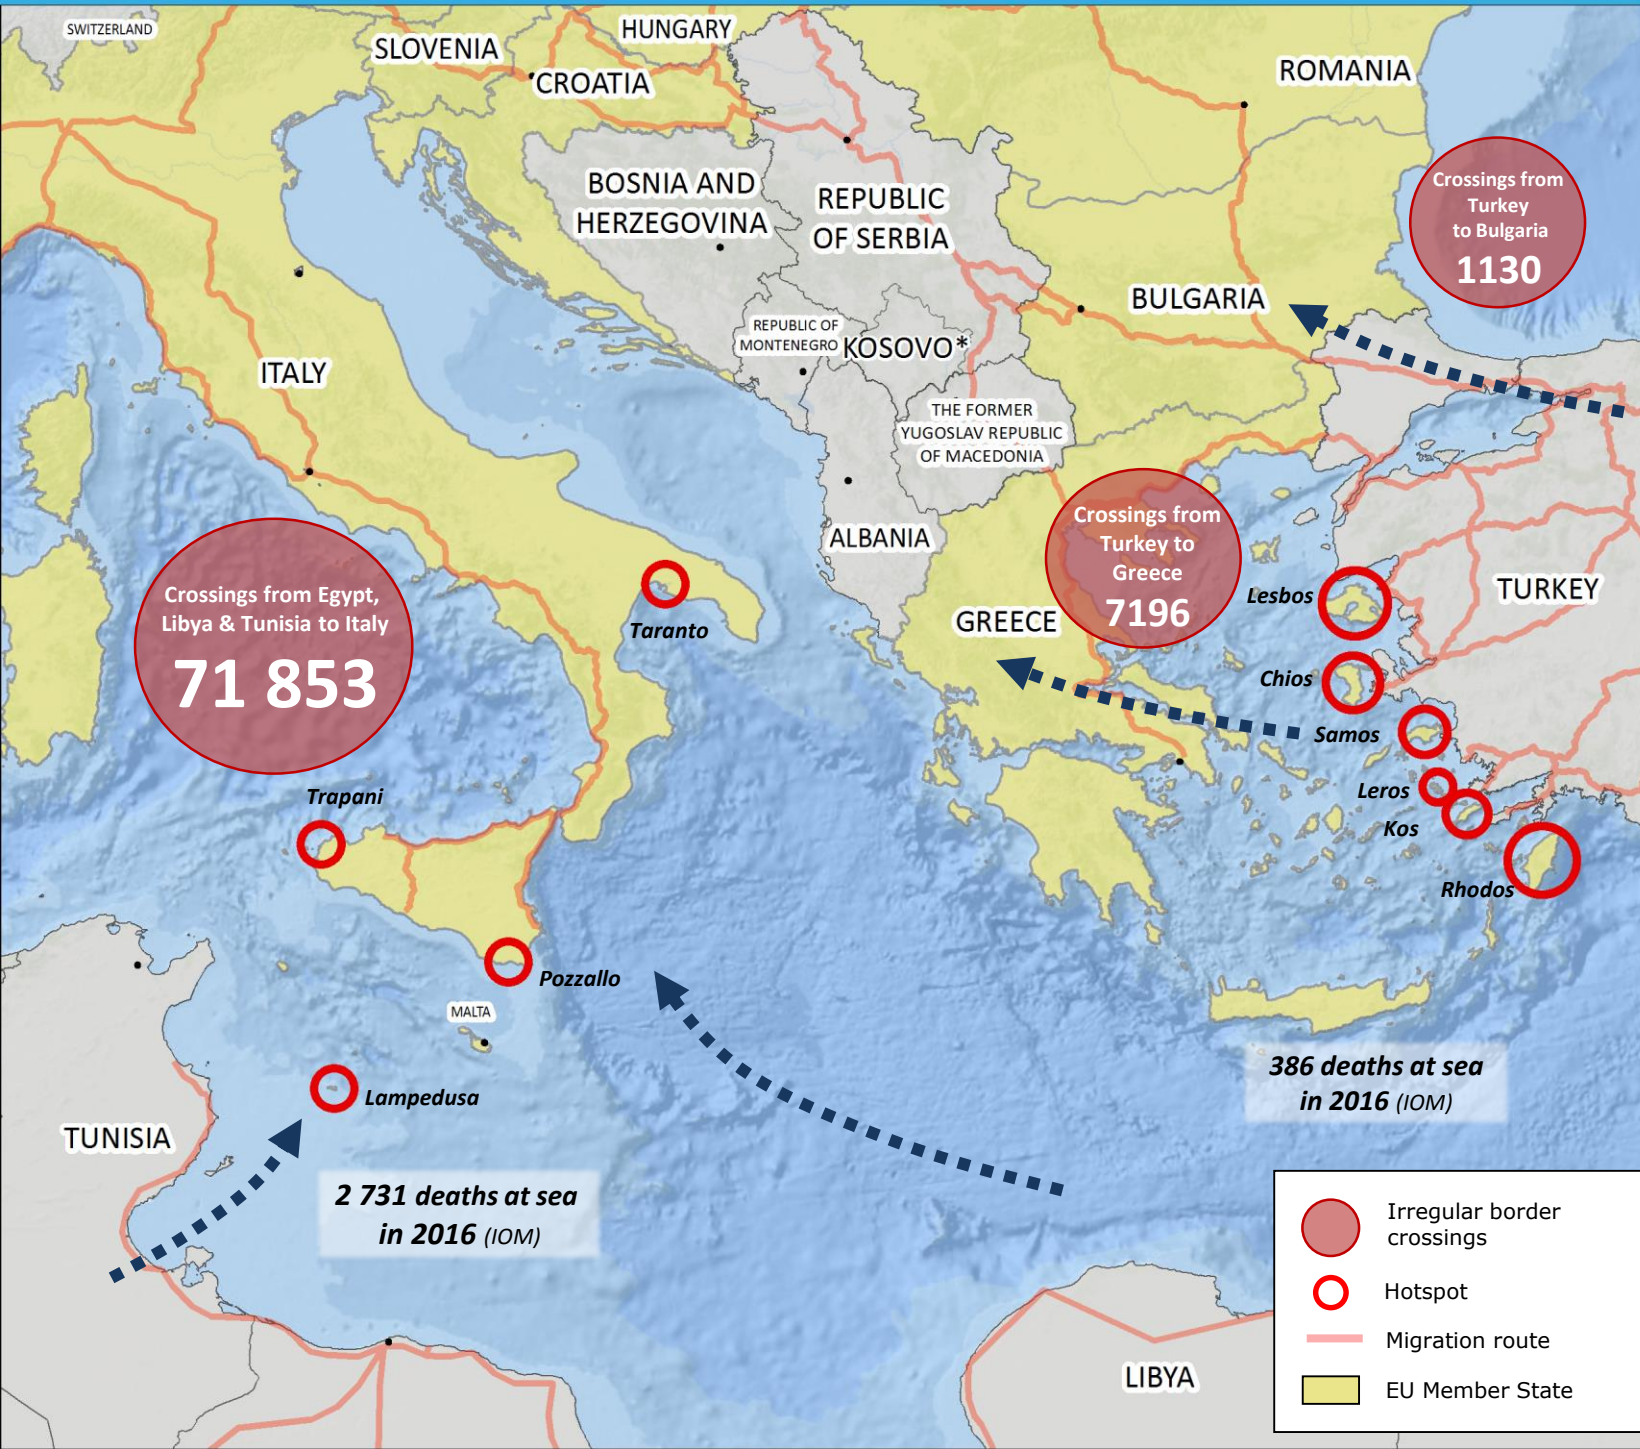 SWITZERLAND
SLOVENIA
HUNGARY
CROATIA
ROMANIA
BOSNIA AND
HERZEGOVINA
REPUBLIC
OF SERBIA
Crossings from
Turkey
to Bulgaria
1130
BULGARIA
REPUBLIC OF
MONTENEGRO
KOSOVO*
ITALY
THE FORMER
YUGOSLAV REPUBLIC
OF MACEDONIA
ALBANIA
Crossings from
Turkey to
Greece
7196
GREECE
TURKEY
Crossings from Egypt,
Libya & Tunisia to Italy
71 853
Taranto
Lesbos
Chios
Samos
Leros
Kos
Rhodos
Trapani
Pozzallo
MALTA
Lampedusa
TUNISIA
2 731 deaths at sea
in 2016 (IOM)
386 deaths at sea
in 2016 (IOM)
LIBYA
Irregular border
crossings
Hotspot
Migration route
EU Member State